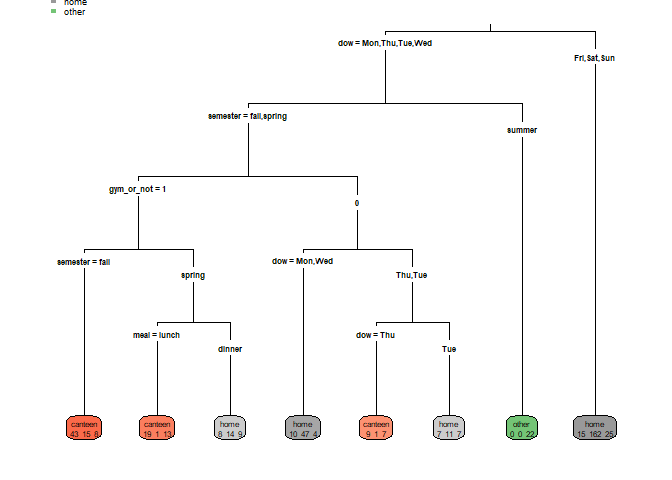 home
other
dow = Mon,Thu,Tue,Wed
Fri,Sat,Sun
semester = fall,spring
summer
gym_or_not = 1
0
semester = fall
spring
dow = Mon,Wed
Thu,Tue
meal = lunch
dinner
dow = Thu
Tue
canteen
43 15 8
canteen
19 1 13
home
8 14 9
home
10 47 4
canteen
9 1 7
home
7 11 7
other
0 0 22
home
15 162 25